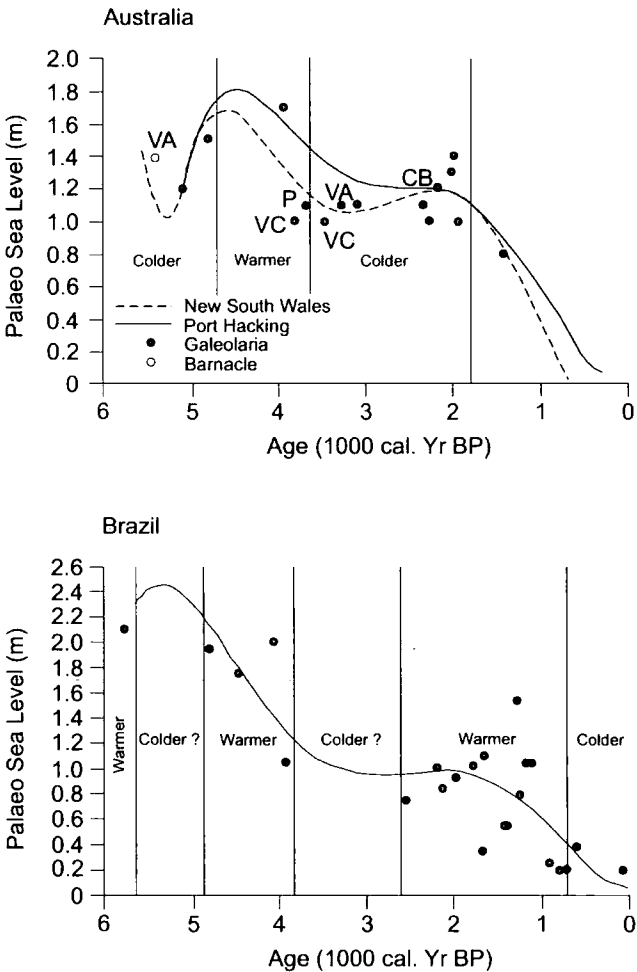 Australia
Palaeo Sea Level (m)
2.0
1.8
1.6
1.4
1.2
1.0
0.8
0.6
0.4
0.2
0
VA
P
VA
CB
VC
VC
Colder
Warmer
Colder
New South Wales
Port Hacking
Galeolaria
Barnacle
6
5
4
3
2
1
0
Age (1000 cal. Yr BP)
Brazil
Palaeo Sea Level (m)
2.6
2.4
2.2
2.0
1.8
1.6
1.4
1.2
1.0
0.8
0.6
0.4
0.2
0
Warmer
Colder ?
Warmer
Colder ?
Warmer
Colder
6
5
4
3
2
1
0
Age (1000 cal. Yr BP)